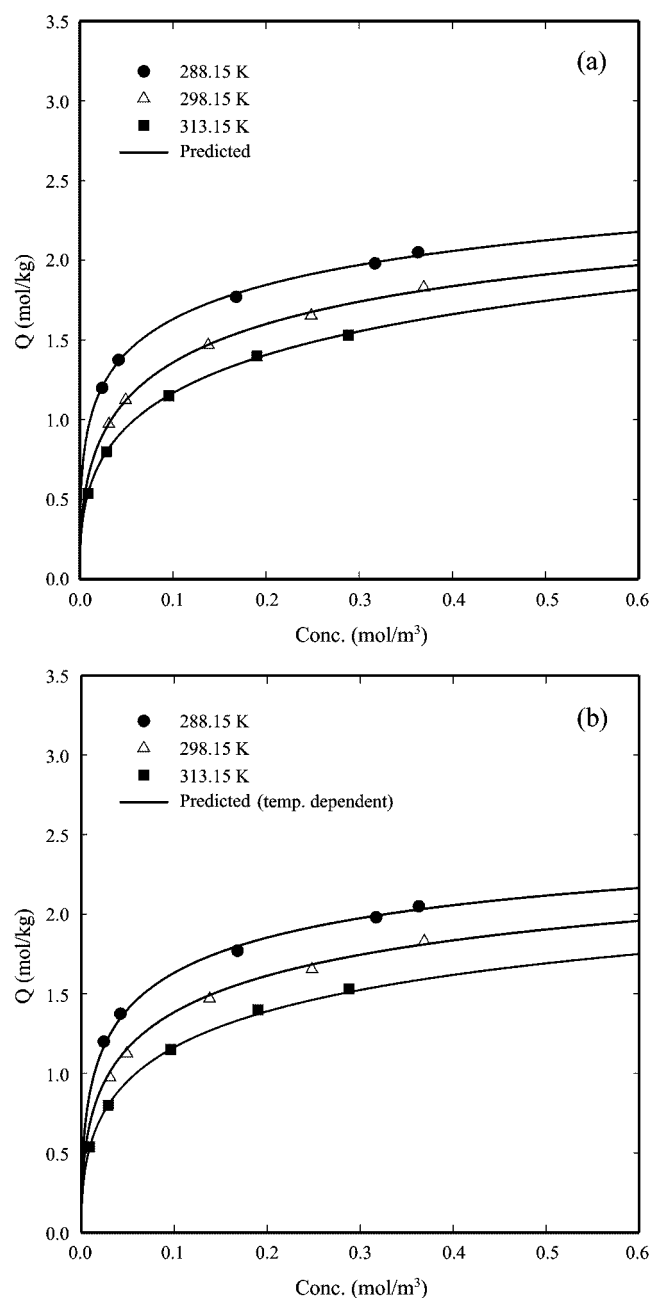 (a)
288.15 K
298.15 K
313.15 K
Predicted
3.5
3.0
2.5
2.0
1.5
1.0
0.5
0.0
Q (mol/kg)
0.0 0.1 0.2 0.3 0.4 0.5 0.6
Conc. (mol/m³)
(b)
288.15 K
298.15 K
313.15 K
Predicted (temp. dependent)
3.5
3.0
2.5
2.0
1.5
1.0
0.5
0.0
Q (mol/kg)
0.0 0.1 0.2 0.3 0.4 0.5 0.6
Conc. (mol/m³)